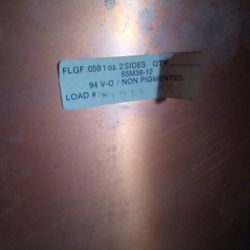 FLGF .059 1 oz. 2 SIDES QTY
65M38-12
94 V-O / NON PIGMENTED
LOAD #